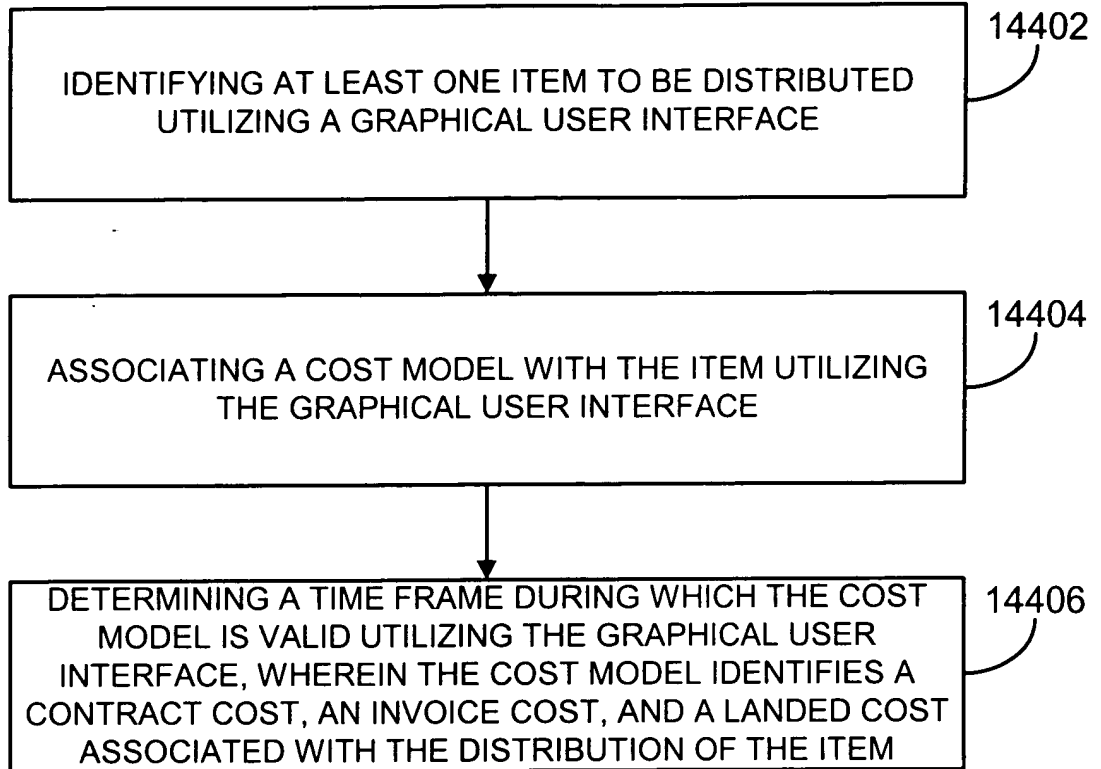 14402
IDENTIFYING AT LEAST ONE ITEM TO BE DISTRIBUTED
UTILIZING A GRAPHICAL USER INTERFACE
14404
ASSOCIATING A COST MODEL WITH THE ITEM UTILIZING
THE GRAPHICAL USER INTERFACE
14406
DETERMINING A TIME FRAME DURING WHICH THE COST
MODEL IS VALID UTILIZING THE GRAPHICAL USER
INTERFACE, WHEREIN THE COST MODEL IDENTIFIES A
CONTRACT COST, AN INVOICE COST, AND A LANDED COST
ASSOCIATED WITH THE DISTRIBUTION OF THE ITEM